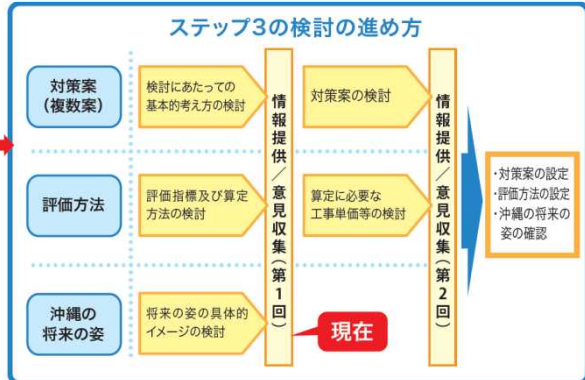 ステップ3の検討の進め方
対策案
(複数案)
検討にあたっての
基本的考え方の検討
情報提供/意見収集(第1回)
対策案の検討
情報提供/意見収集(第2回)
評価方法
評価指標及び算定
方法の検討
算定に必要な
工事単価等の検討
・対策案の設定
・評価方法の設定
・沖縄の将来の
姿の確認
沖縄の
将来の姿
将来の姿の具体的
イメージの検討
現在